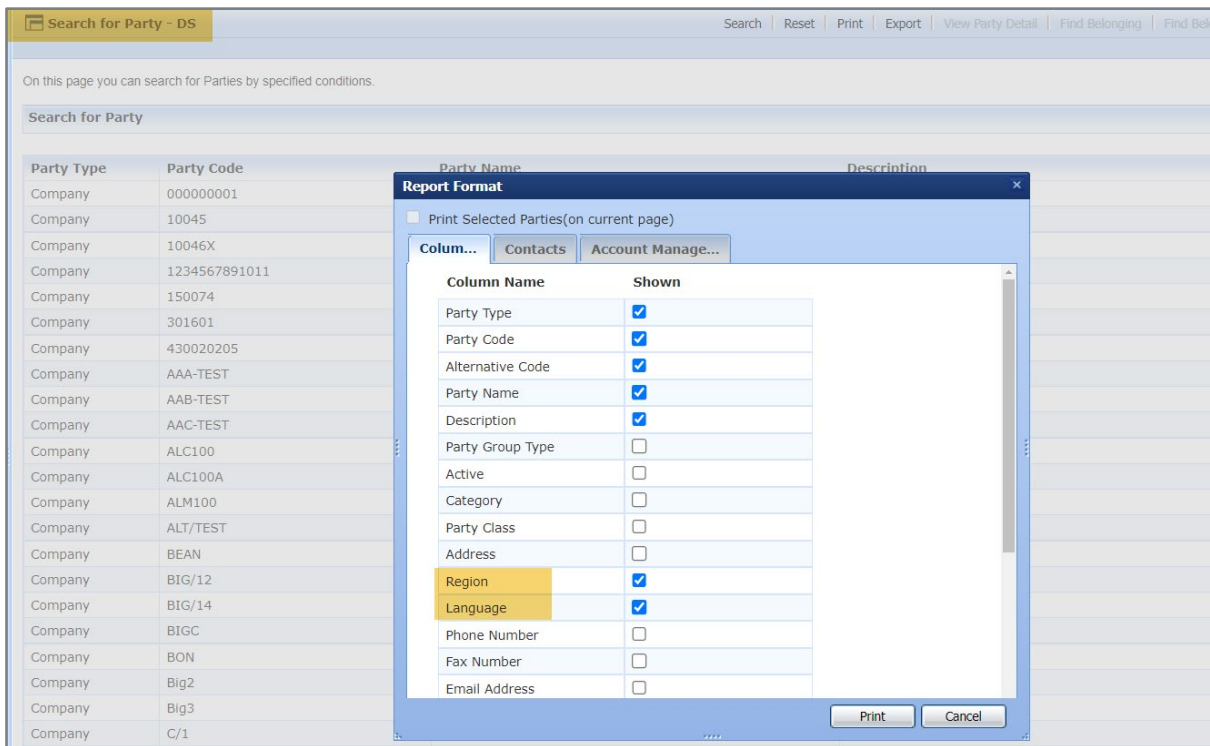 Search for Party - DS
Search Reset Print Export View Party Detail Find Belonging Find Bel
On this page you can search for Parties by specified conditions.
Search for Party
Party Type Party Code Party Name Description
Company 000000001
Company 10045
Company 10046X
Company 1234567891011
Company 150074
Company 301601
Company 430020205
Company AAA-TEST
Company AAB-TEST
Company AAC-TEST
Company ALC100
Company ALC100A
Company ALM100
Company ALT/TEST
Company BEAN
Company BIG/12
Company BIG/14
Company BIGC
Company BON
Company Big2
Company Big3
Company C/1
Report Format
Print Selected Parties(on current page)
Colum... Contacts Account Manage...
Column Name Shown
Party Type
Party Code
Alternative Code
Party Name
Description
Party Group Type
Active
Category
Party Class
Address
Region
Language
Phone Number
Fax Number
Email Address
Print Cancel